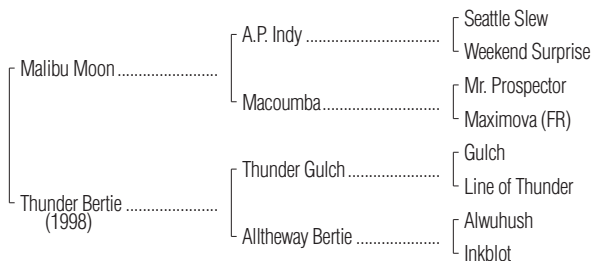 Seattle Slew
A.P. Indy ..............................
Weekend Surprise
Malibu Moon ......................
Mr. Prospector
Macoumba ...........................
Maximova (FR)
Gulch
Thunder Gulch .....................
Line of Thunder
Thunder Bertie ....................
(1998)
Alwuhush
Alltheway Bertie ...................
Inkblot